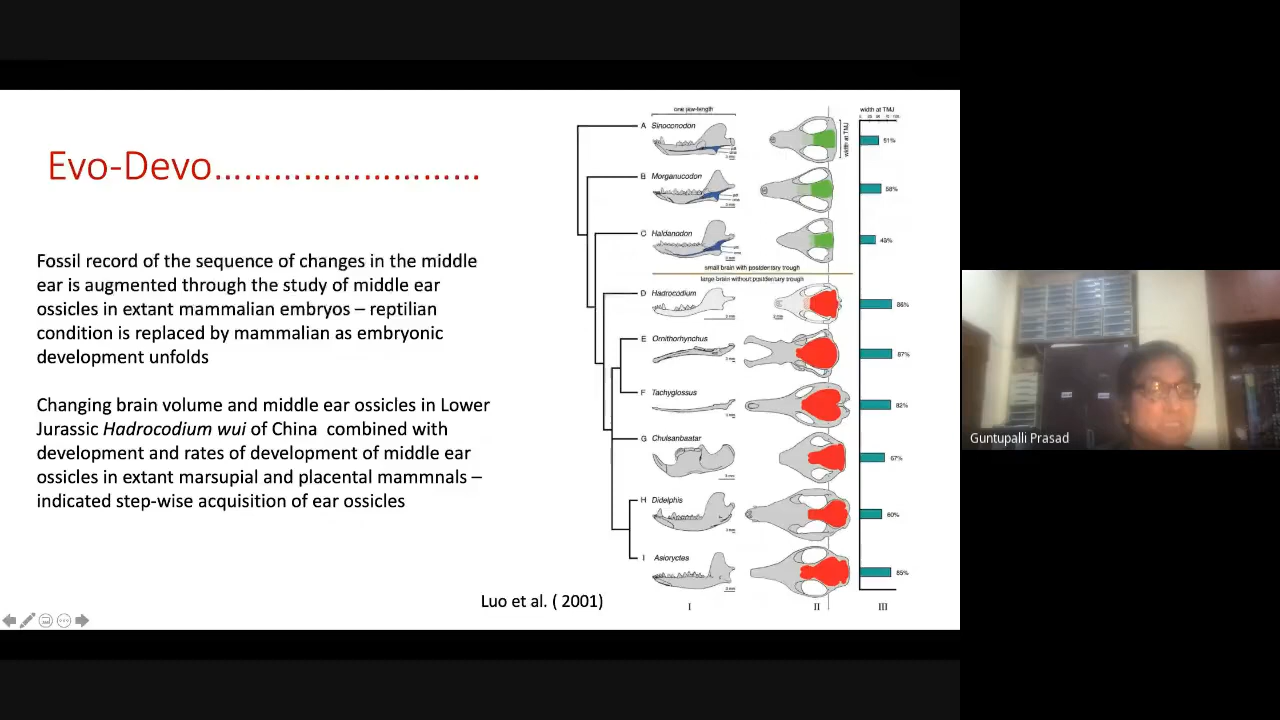 Evo-Devo...........................
Fossil record of the sequence of changes in the middle
ear is augmented through the study of middle ear
ossicles in extant mammalian embryos – reptilian
condition is replaced by mammalian as embryonic
development unfolds
Changing brain volume and middle ear ossicles in Lower
Jurassic Hadrocodium wui of China combined with
development and rates of development of middle ear
ossicles in extant marsupial and placental mammnals –
indicated step-wise acquisition of ear ossicles
Luo et al. ( 2001)
one jaw-length
width at TMJ
width at TMJ
A Sinoconodon
51%
B Morganucodon
58%
C Haldanodon
small brain with postdentary trough
large brain without postdentary trough
D Hadrocodium
86%
E Ornithorhynchus
87%
F Tachyglossus
82%
G Chulsanbaatar
67%
H Didelphis
60%
I Asioryctes
85%
I II III
Guntupalli Prasad